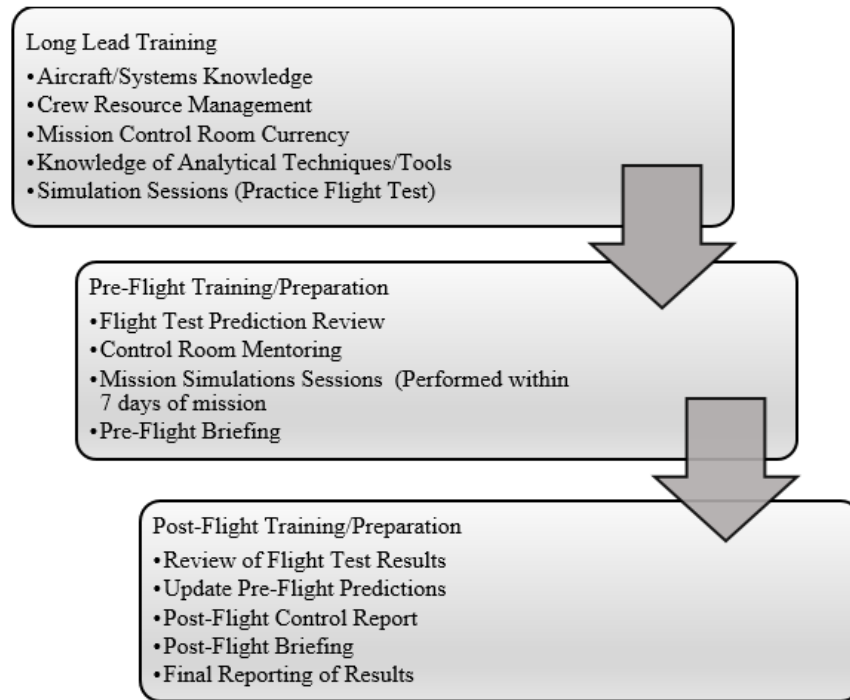 Long Lead Training
•Aircraft/Systems Knowledge
•Crew Resource Management
•Mission Control Room Currency
•Knowledge of Analytical Techniques/Tools
•Simulation Sessions (Practice Flight Test)
Pre-Flight Training/Preparation
•Flight Test Prediction Review
•Control Room Mentoring
•Mission Simulations Sessions  (Performed within
7 days of mission
•Pre-Flight Briefing
Post-Flight Training/Preparation
•Review of Flight Test Results
•Update Pre-Flight Predictions
•Post-Flight Control Report
•Post-Flight Briefing
•Final Reporting of Results